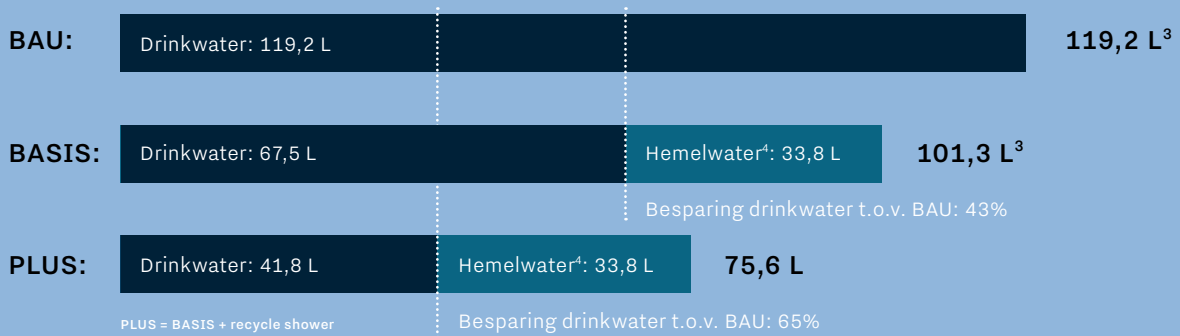 BAU: Drinkwater: 119,2 L 119,2 L³
BASIS: Drinkwater: 67,5 L Hemelwater⁴: 33,8 L 101,3 L³
Besparing drinkwater t.o.v. BAU: 43%
PLUS: Drinkwater: 41,8 L Hemelwater⁴: 33,8 L 75,6 L
PLUS = BASIS + recycle shower Besparing drinkwater t.o.v. BAU: 65%